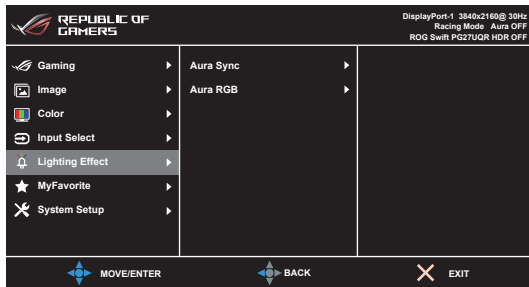 REPUBLIC OF
GAMERS
DisplayPort-1 3840x2160@ 30Hz
Racing Mode Aura OFF
ROG Swift PG27UQR HDR OFF
Gaming
Image
Color
Input Select
Lighting Effect
MyFavorite
System Setup
Aura Sync
Aura RGB
MOVE/ENTER
BACK
EXIT